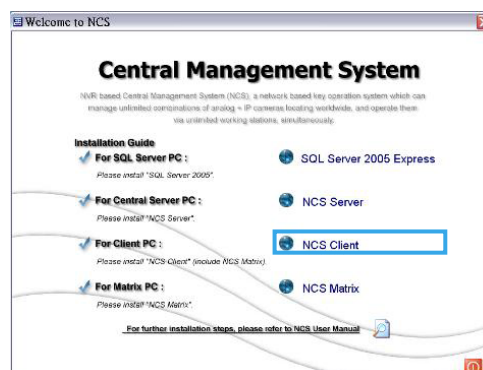 Welcome to NCS
Central Management System
NVR based Central Management System (NCS), a network based key operation system which can
manage unlimited combinations of analog + IP cameras locating worldwide, and operate them
via unlimited working stations, simultaneously.
Installation Guide
For SQL Server PC :
SQL Server 2005 Express
Please install "SQL Server 2005".
For Central Server PC :
NCS Server
Please install "NCS Server".
For Client PC :
NCS Client
Please install "NCS Client" (include NCS Matrix).
For Matrix PC :
NCS Matrix
Please install "NCS Matrix".
For further installation steps, please refer to NCS User Manual